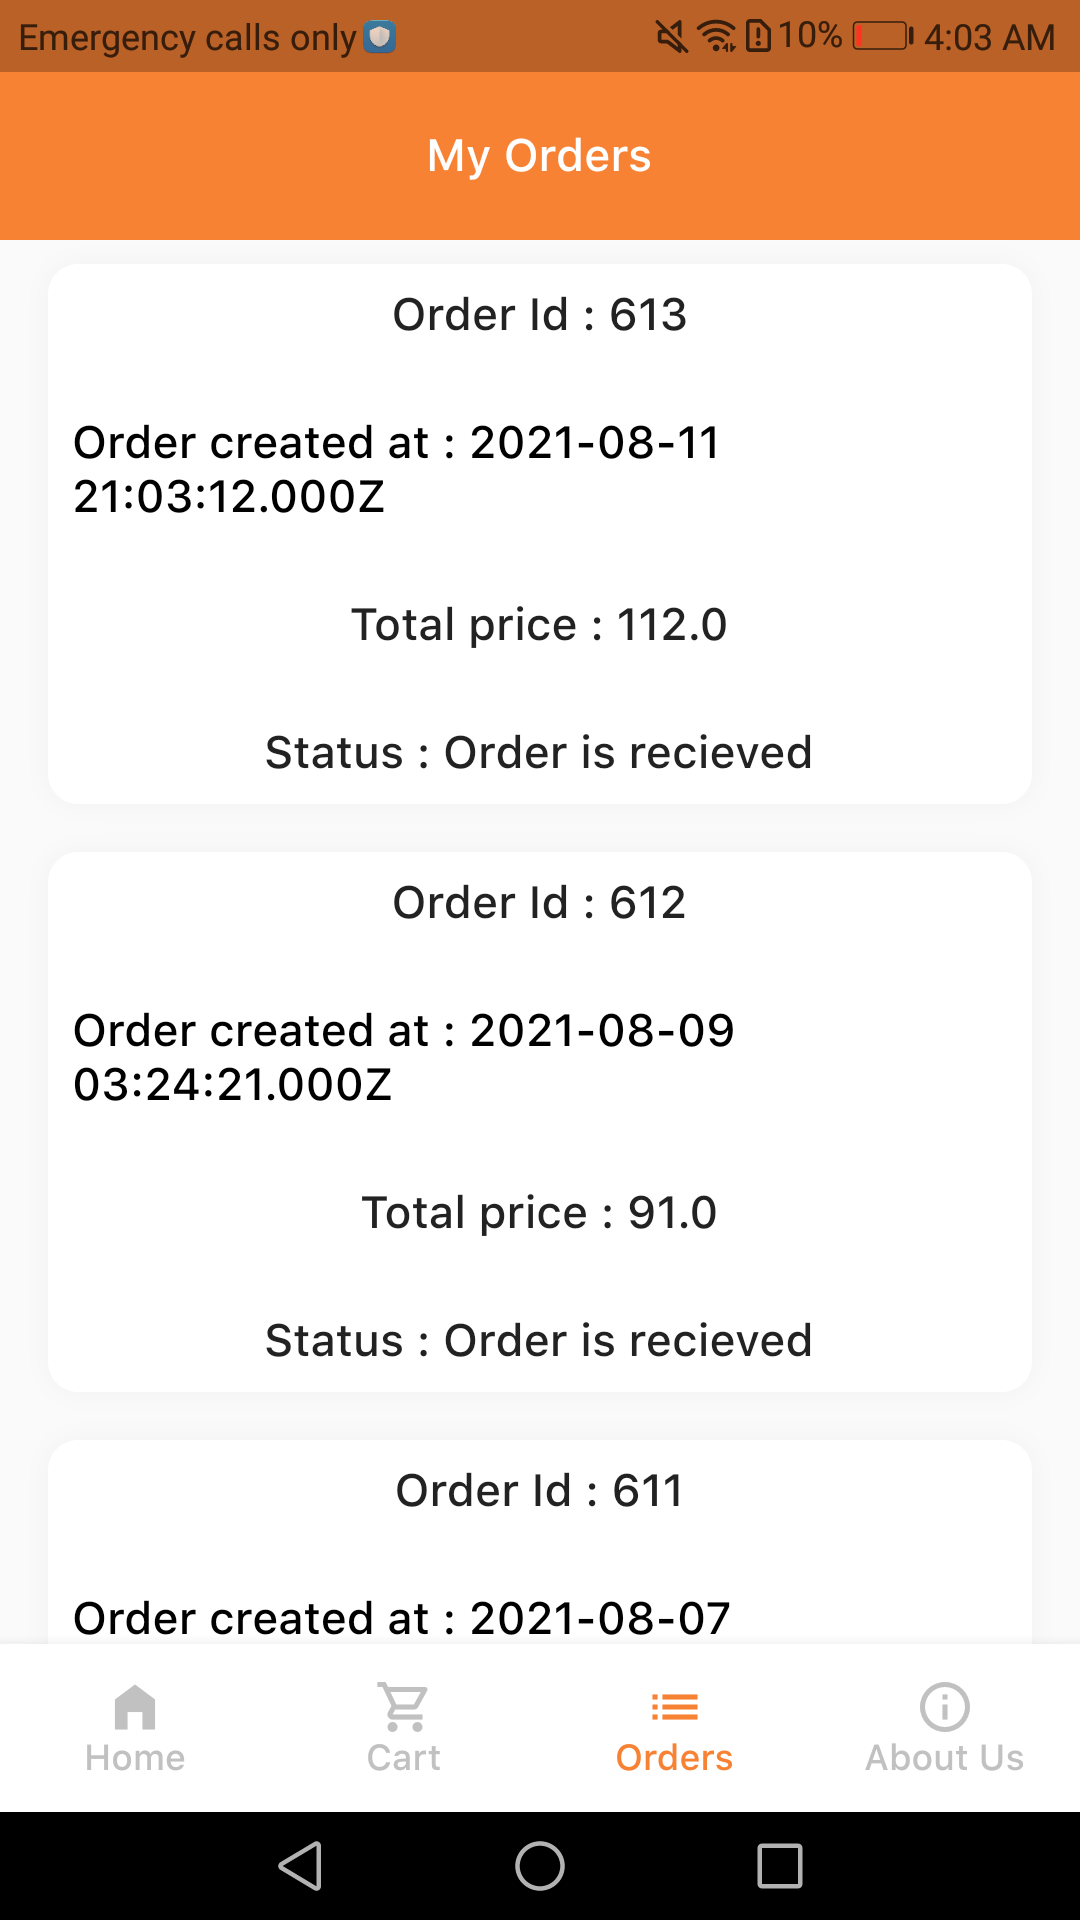 Emergency calls only 10% 4:03 AM
My Orders
Order Id : 613
Order created at : 2021-08-11
21:03:12.000Z
Total price : 112.0
Status : Order is recieved
Order Id : 612
Order created at : 2021-08-09
03:24:21.000Z
Total price : 91.0
Status : Order is recieved
Order Id : 611
Order created at : 2021-08-07
Home Cart Orders About Us